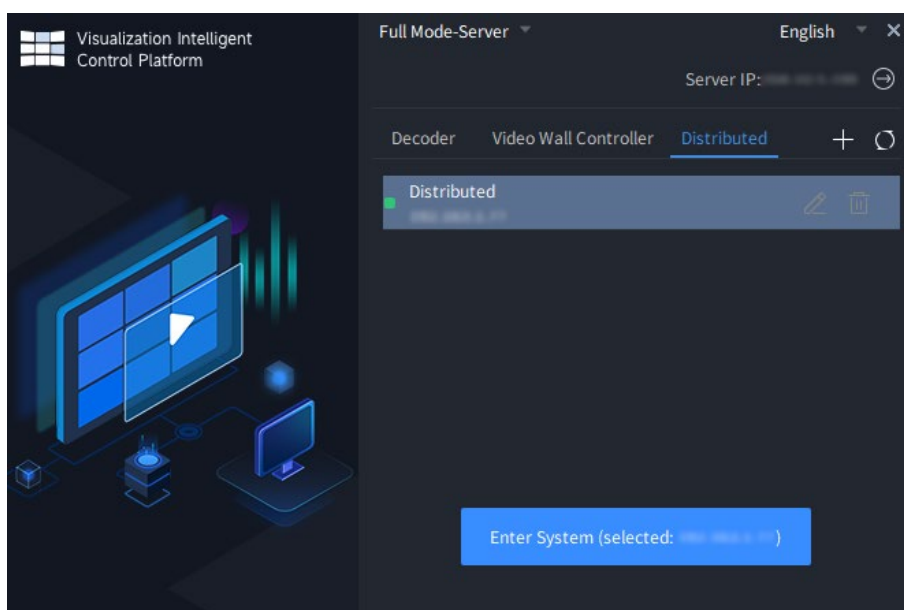 Visualization Intelligent
Control Platform
Full Mode-Server
English
Server IP:
Decoder
Video Wall Controller
Distributed
Distributed
Enter System (selected: )